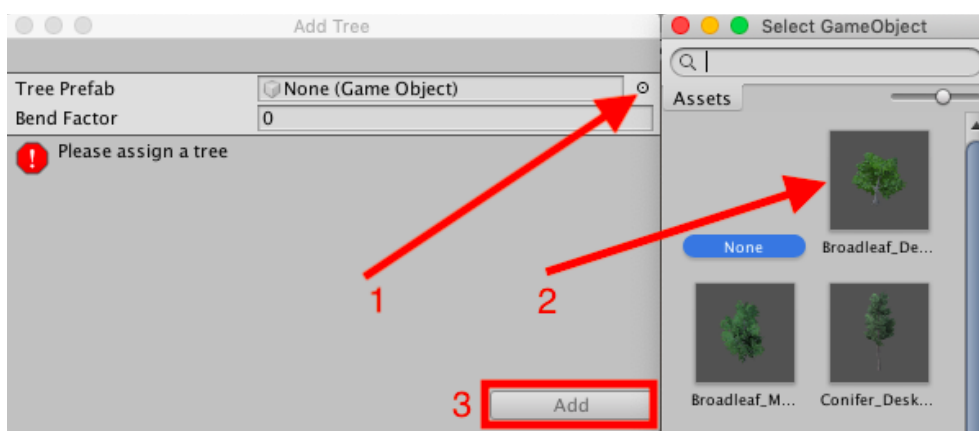 Add Tree
Tree Prefab
None (Game Object)
Bend Factor
0
Please assign a tree
1
2
3
Add
Select GameObject
Assets
None
Broadleaf_De...
Broadleaf_M...
Conifer_Desk...